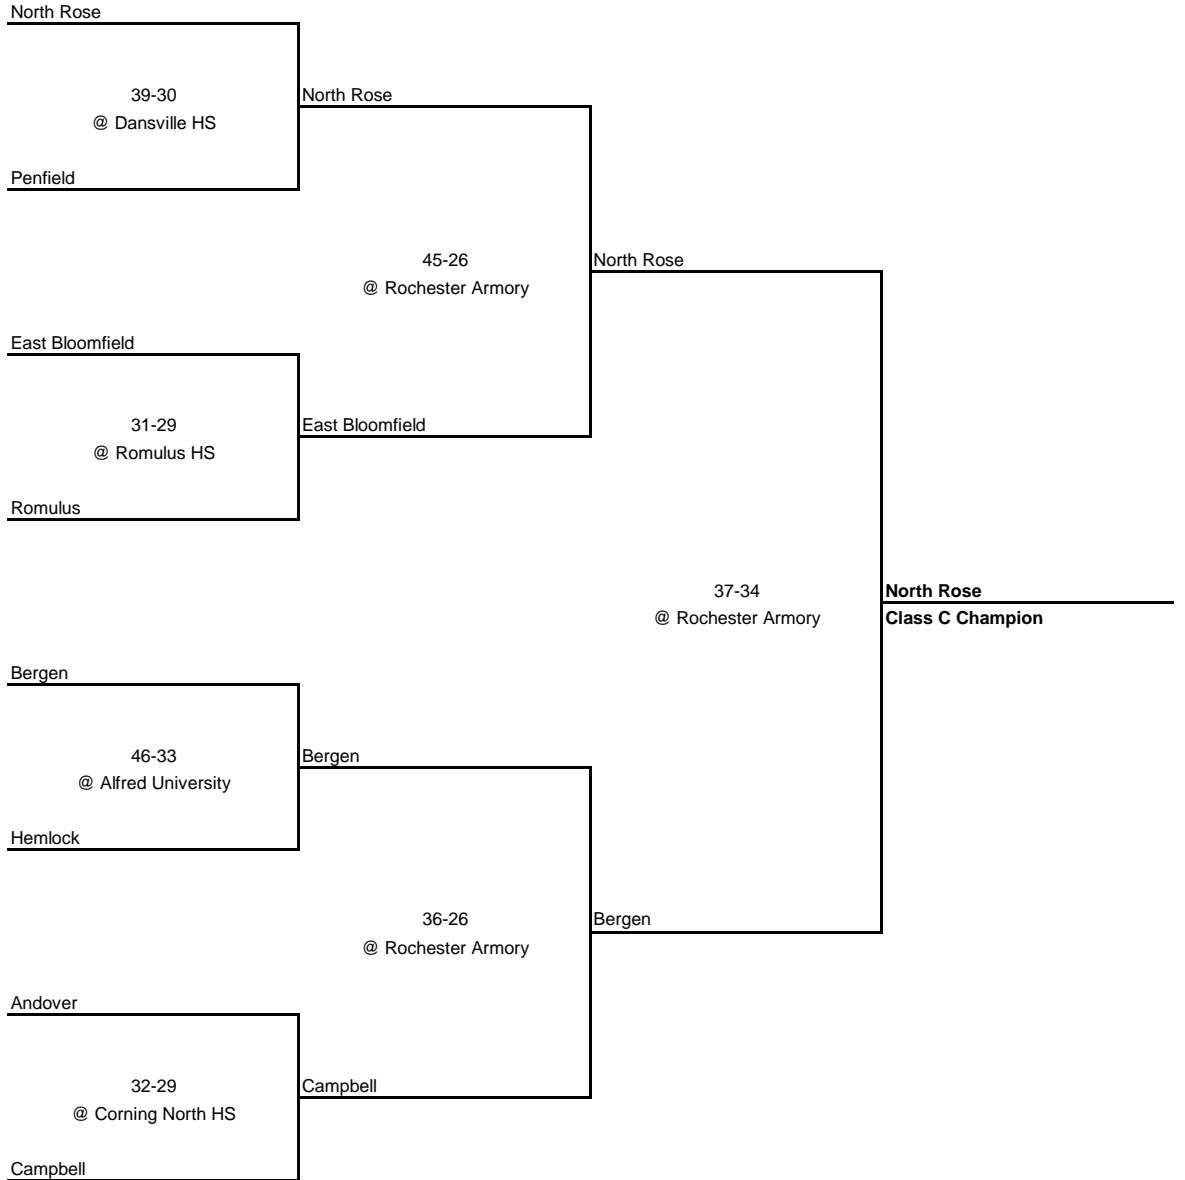 North Rose
39-30
North Rose
@ Dansville HS
Penfield
45-26
North Rose
@ Rochester Armory
East Bloomfield
31-29
East Bloomfield
@ Romulus HS
Romulus
37-34
North Rose
@ Rochester Armory
Class C Champion
Bergen
46-33
Bergen
@ Alfred University
Hemlock
36-26
Bergen
@ Rochester Armory
Andover
32-29
Campbell
@ Corning North HS
Campbell